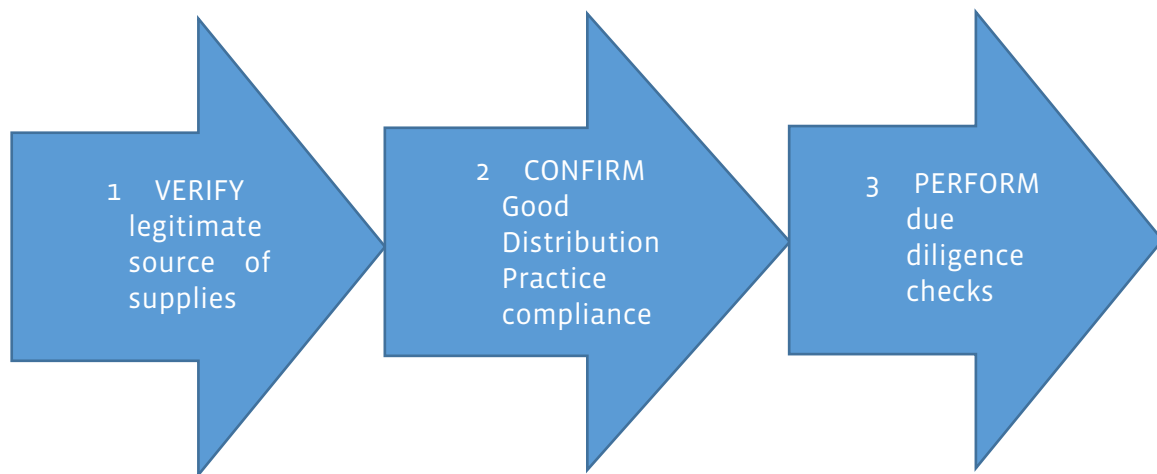 1 VERIFY
legitimate
source of
supplies
2 CONFIRM
Good
Distribution
Practice
compliance
3 PERFORM
due
diligence
checks